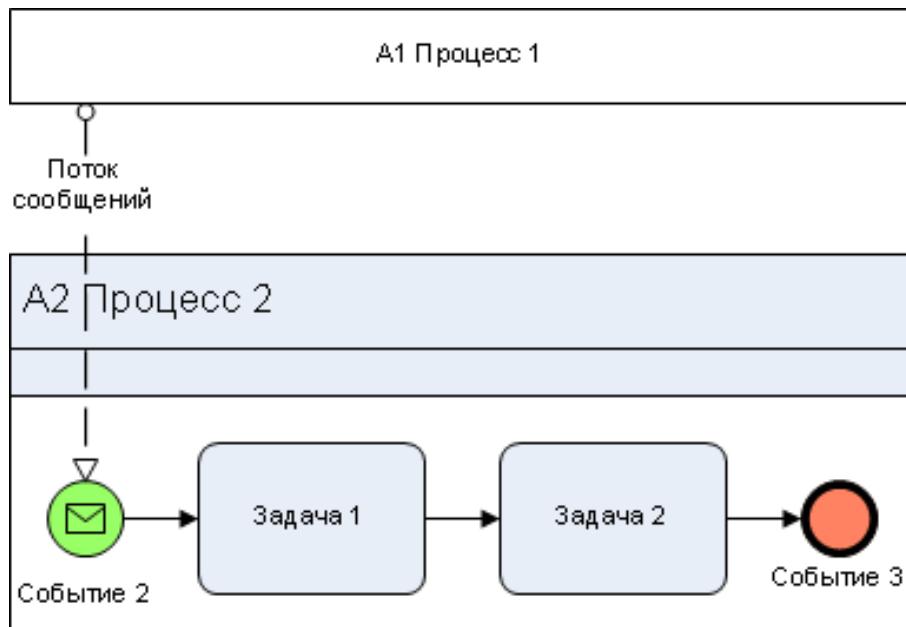 А1 Процесс 1
Поток
сообщений
А2 Процесс 2
Задача 1
Задача 2
Событие 2
Событие 3